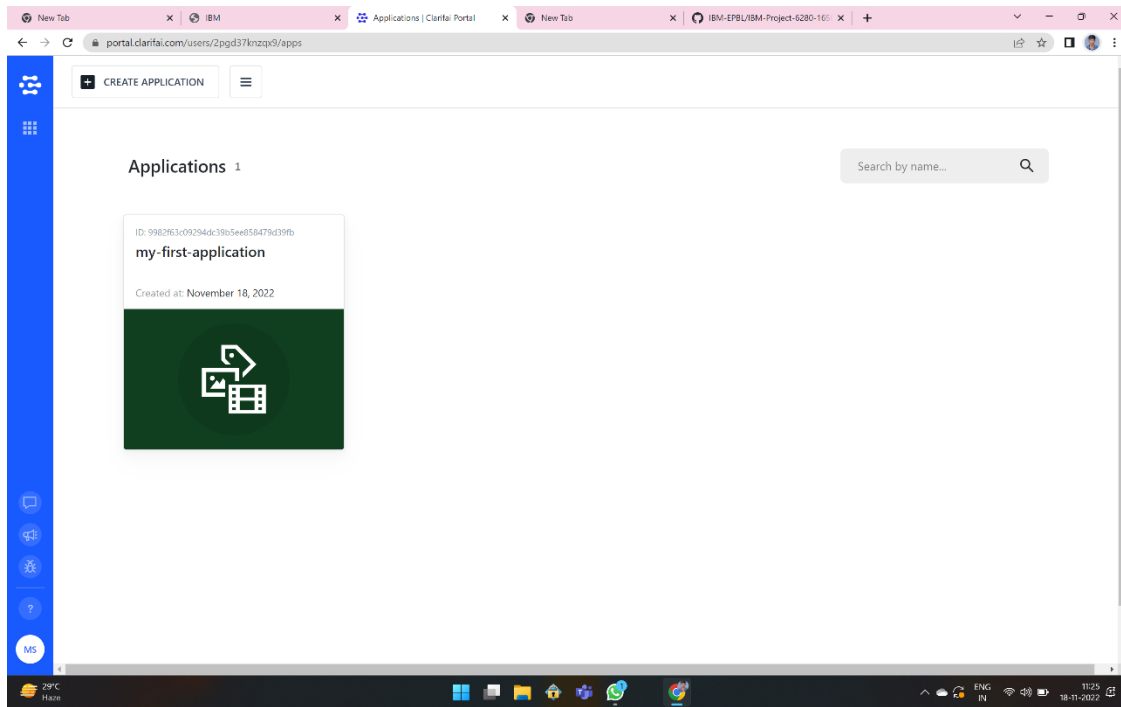 New Tab
IBM
Applications | Clarifai Portal
New Tab
IBM-EPBL/IBM-Project-6280-165
portal.clarifai.com/users/2pgd37knzqx9/apps
CREATE APPLICATION
Applications 1
Search by name...
ID: 9982f63c09294dc39b5ee858479d39fb
my-first-application
Created at: November 18, 2022
?
MS
29°C
Haze
1
ENG
IN
11:25
18-11-2022